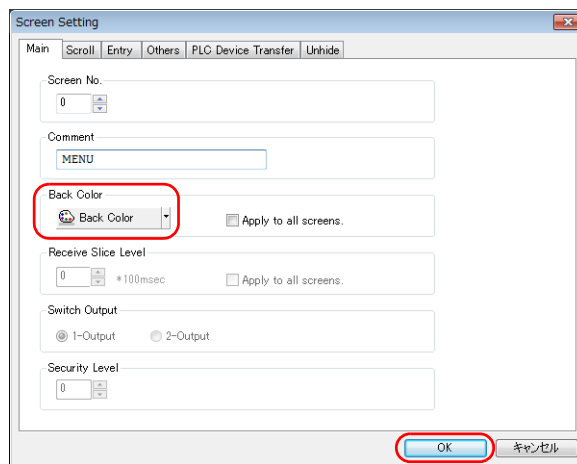 Screen Setting
Main Scroll Entry Others PLC Device Transfer Unhide
Screen No.
0
Comment
MENU
Back Color
Back Color Apply to all screens.
Receive Slice Level
0 *100msec Apply to all screens.
Switch Output
1-Output 2-Output
Security Level
0
OK キャンセル